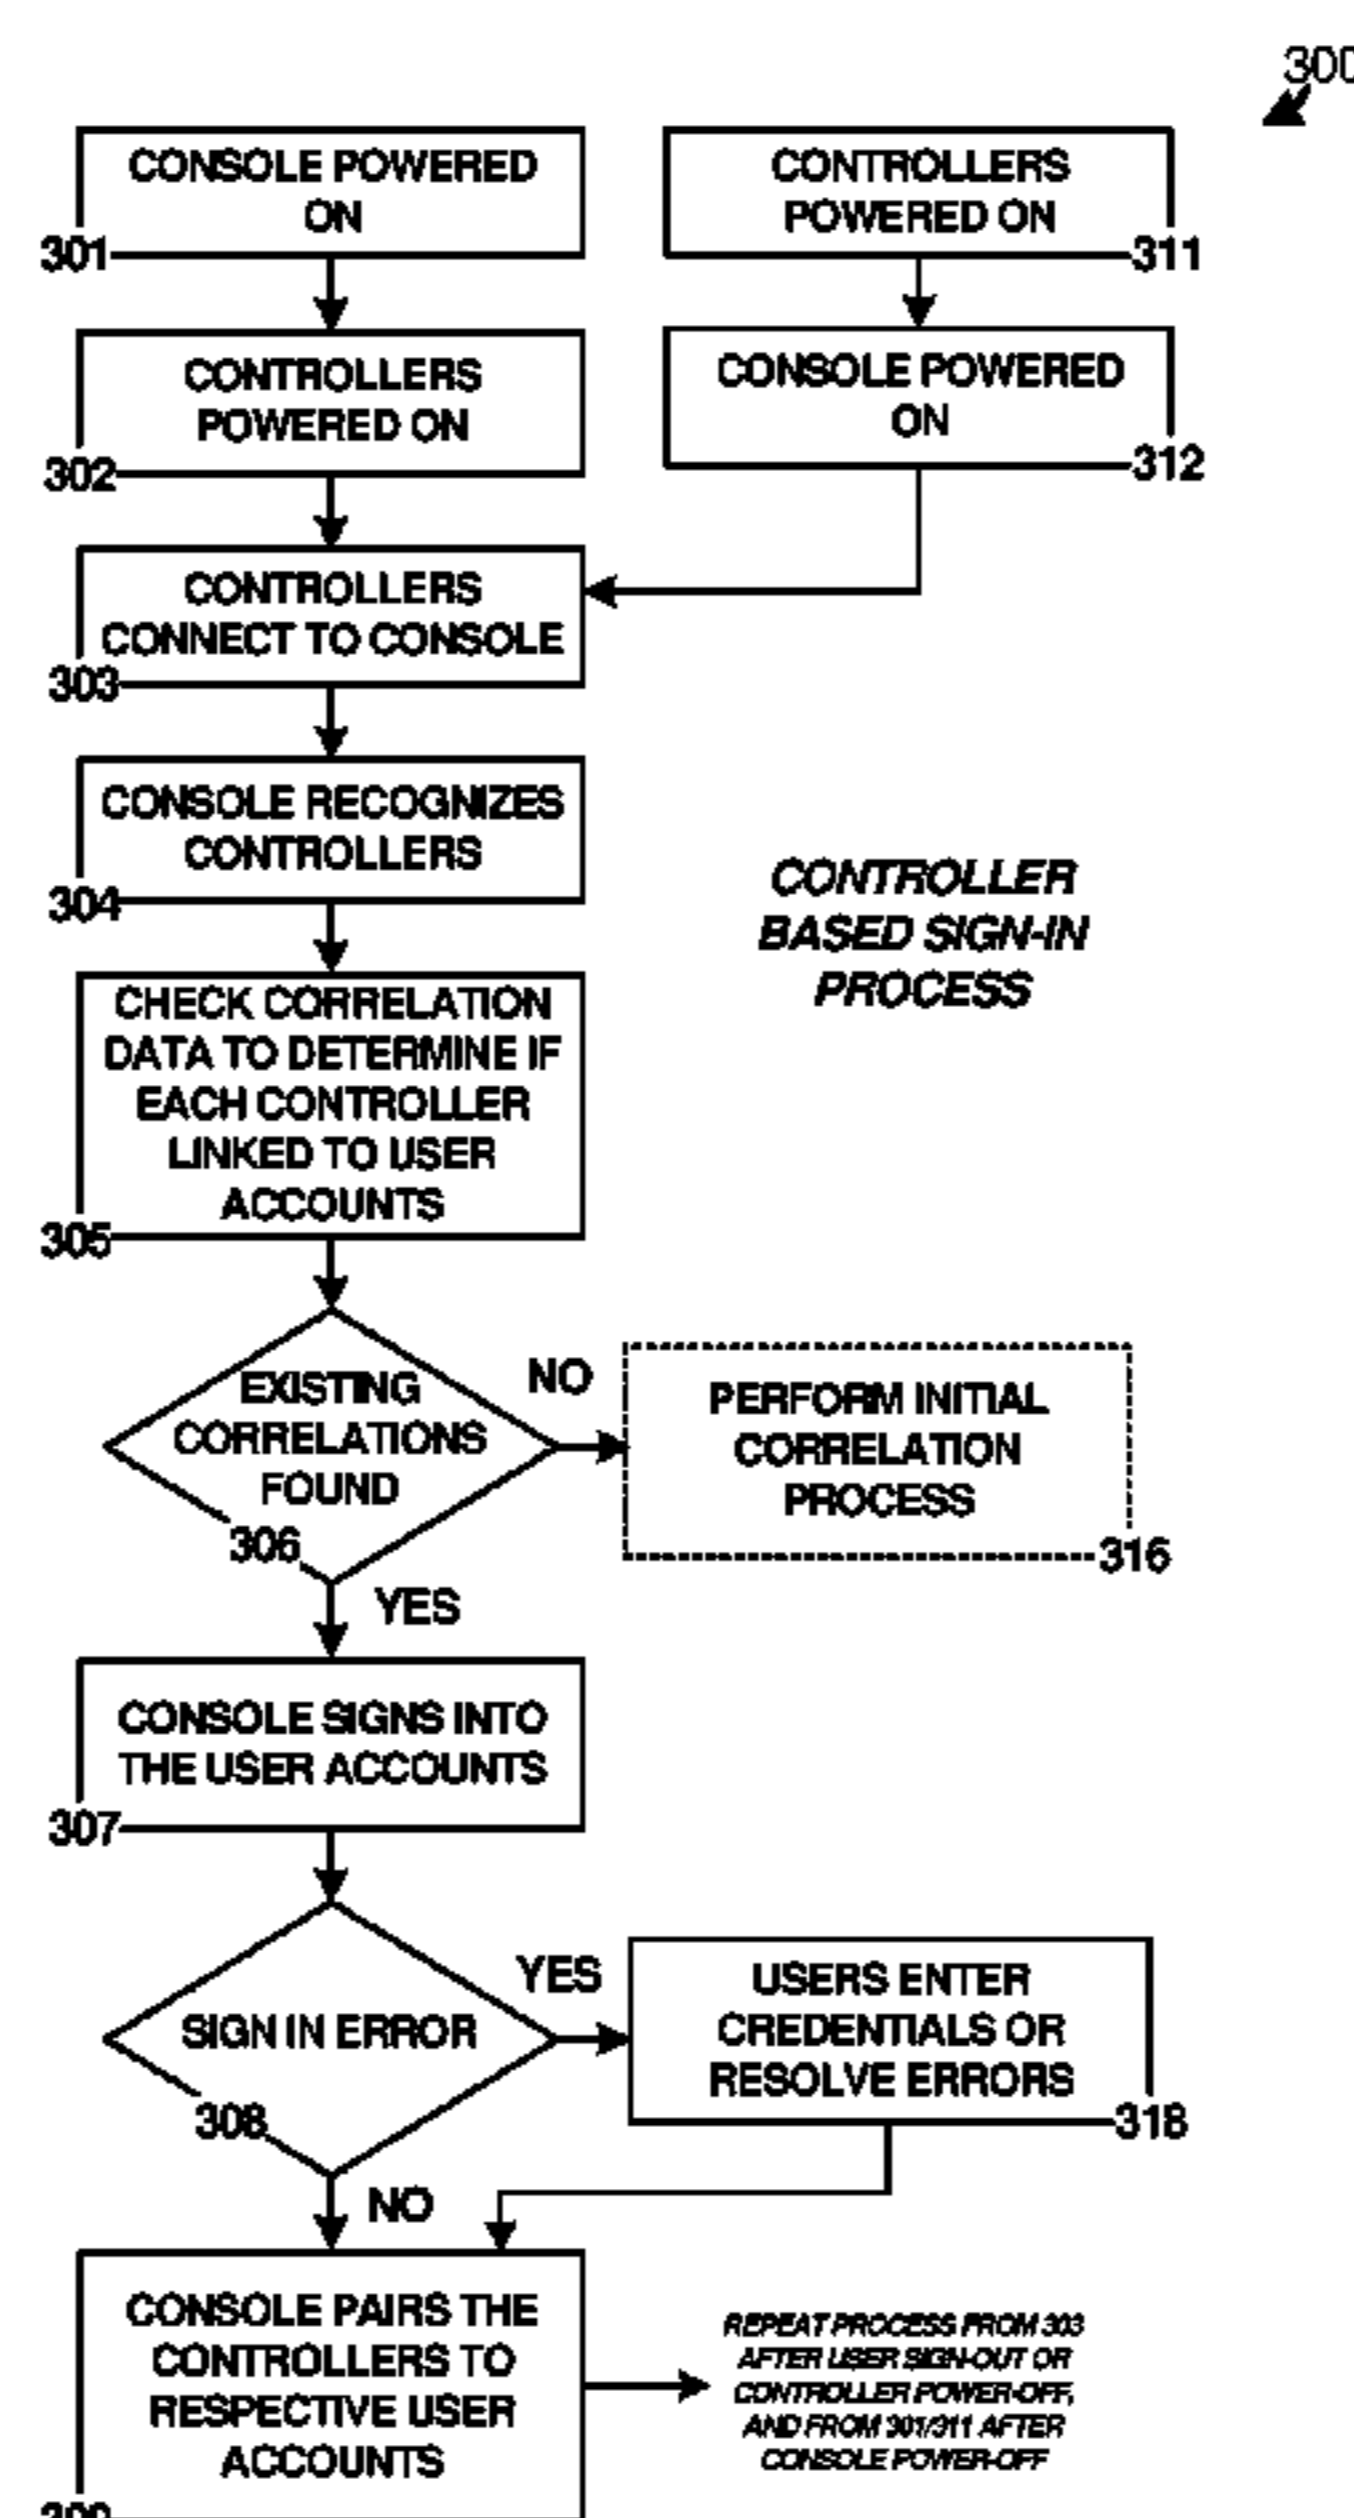 300
CONSOLE POWERED
ON
301
CONTROLLERS
POWERED ON
311
CONTROLLERS
POWERED ON
302
CONSOLE POWERED
ON
312
CONTROLLERS
CONNECT TO CONSOLE
303
CONSOLE RECOGNIZES
CONTROLLERS
304
CONTROLLER
BASED SIGN-IN
PROCESS
CHECK CORRELATION
DATA TO DETERMINE IF
EACH CONTROLLER
LINKED TO USER
ACCOUNTS
305
EXISTING
CORRELATIONS
FOUND
306
NO
PERFORM INITIAL
CORRELATION
PROCESS
316
YES
CONSOLE SIGNS INTO
THE USER ACCOUNTS
307
SIGN IN ERROR
308
YES
USERS ENTER
CREDENTIALS OR
RESOLVE ERRORS
318
NO
CONSOLE PAIRS THE
CONTROLLERS TO
RESPECTIVE USER
ACCOUNTS
REPEAT PROCESS FROM 303
AFTER USER SIGN-OUT OR
CONTROLLER POWER-OFF,
AND FROM 301/311 AFTER
CONSOLE POWER-OFF